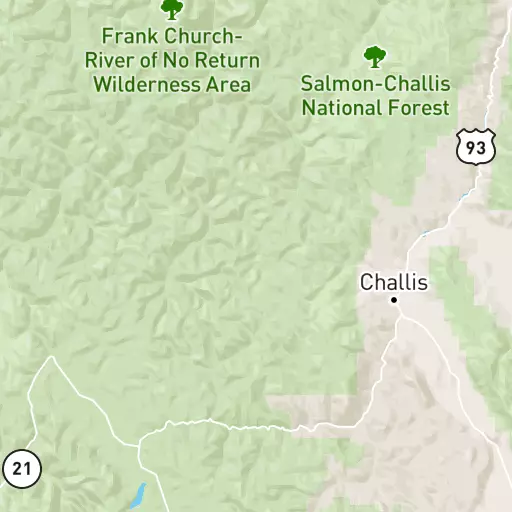 Frank Church-
River of No Return
Wilderness Area
Salmon-Challis
National Forest
93
Challis
21